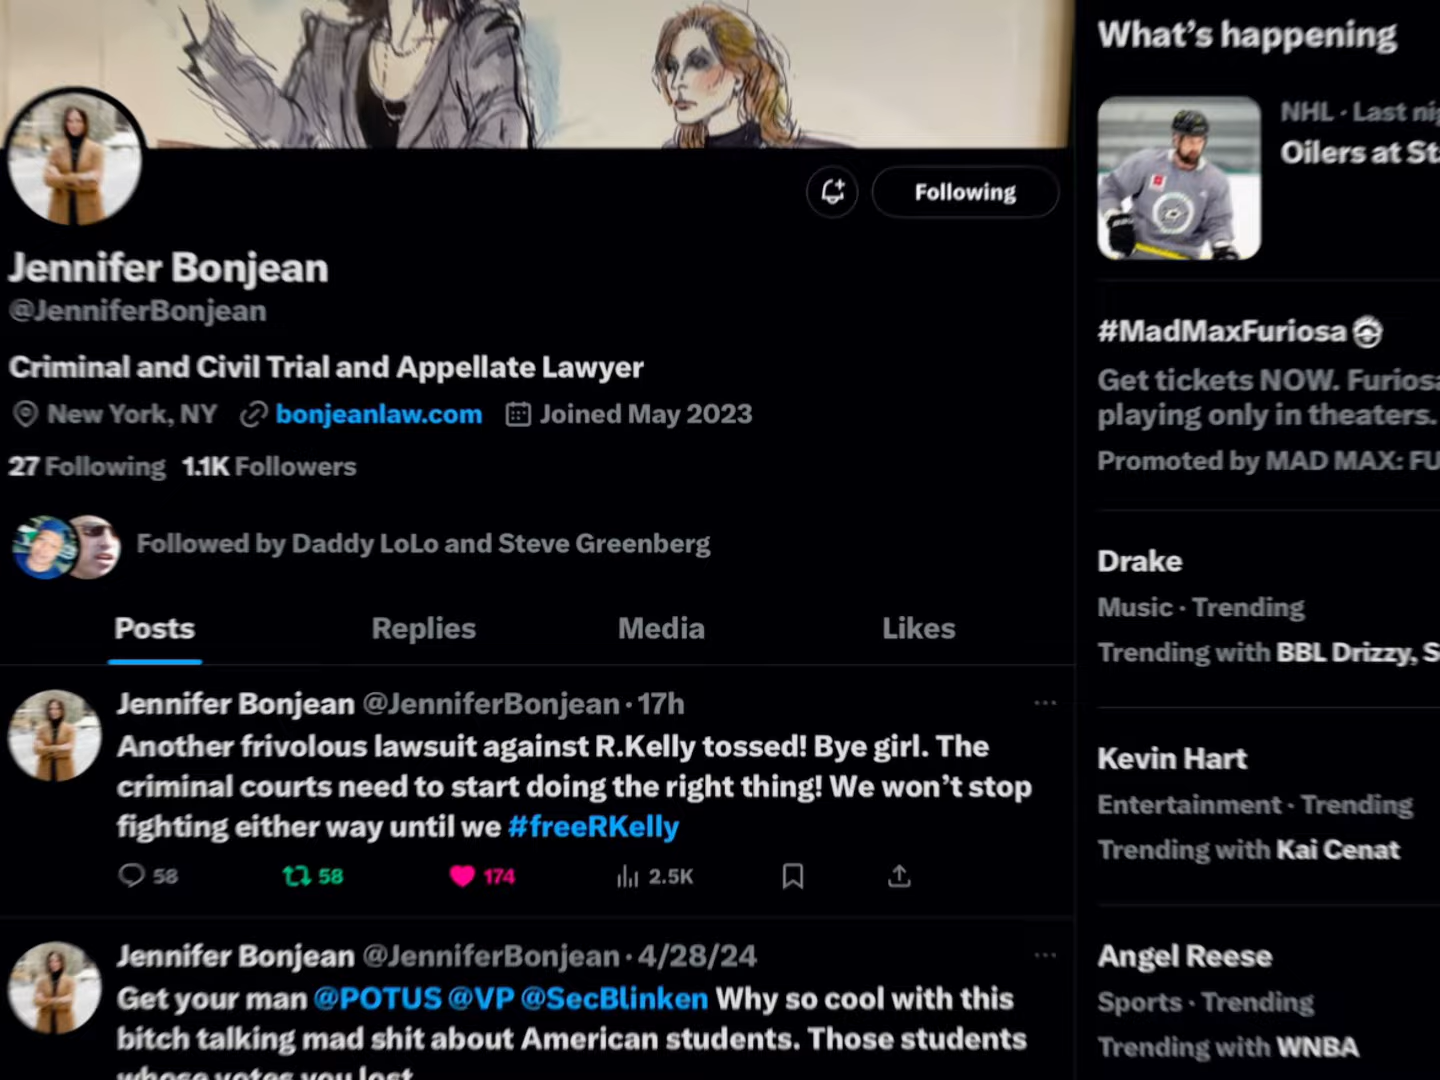 Following
Jennifer Bonjean
@JenniferBonjean
Criminal and Civil Trial and Appellate Lawyer
New York, NY bonjeanlaw.com Joined May 2023
27 Following 1.1K Followers
Followed by Daddy LoLo and Steve Greenberg
Posts Replies Media Likes
Jennifer Bonjean @JenniferBonjean · 17h
Another frivolous lawsuit against R.Kelly tossed! Bye girl. The
criminal courts need to start doing the right thing! We won’t stop
fighting either way until we #freeRKelly
58 58 174 2.5K
Jennifer Bonjean @JenniferBonjean · 4/28/24
Get your man @POTUS @VP @SecBlinken Why so cool with this
bitch talking mad shit about American students. Those students
whose votes you lost
What’s happening
NHL · Last nig
Oilers at St
#MadMaxFuriosa
Get tickets NOW. Furiosa
playing only in theaters.
Promoted by MAD MAX: FU
Drake
Music · Trending
Trending with BBL Drizzy, S
Kevin Hart
Entertainment · Trending
Trending with Kai Cenat
Angel Reese
Sports · Trending
Trending with WNBA